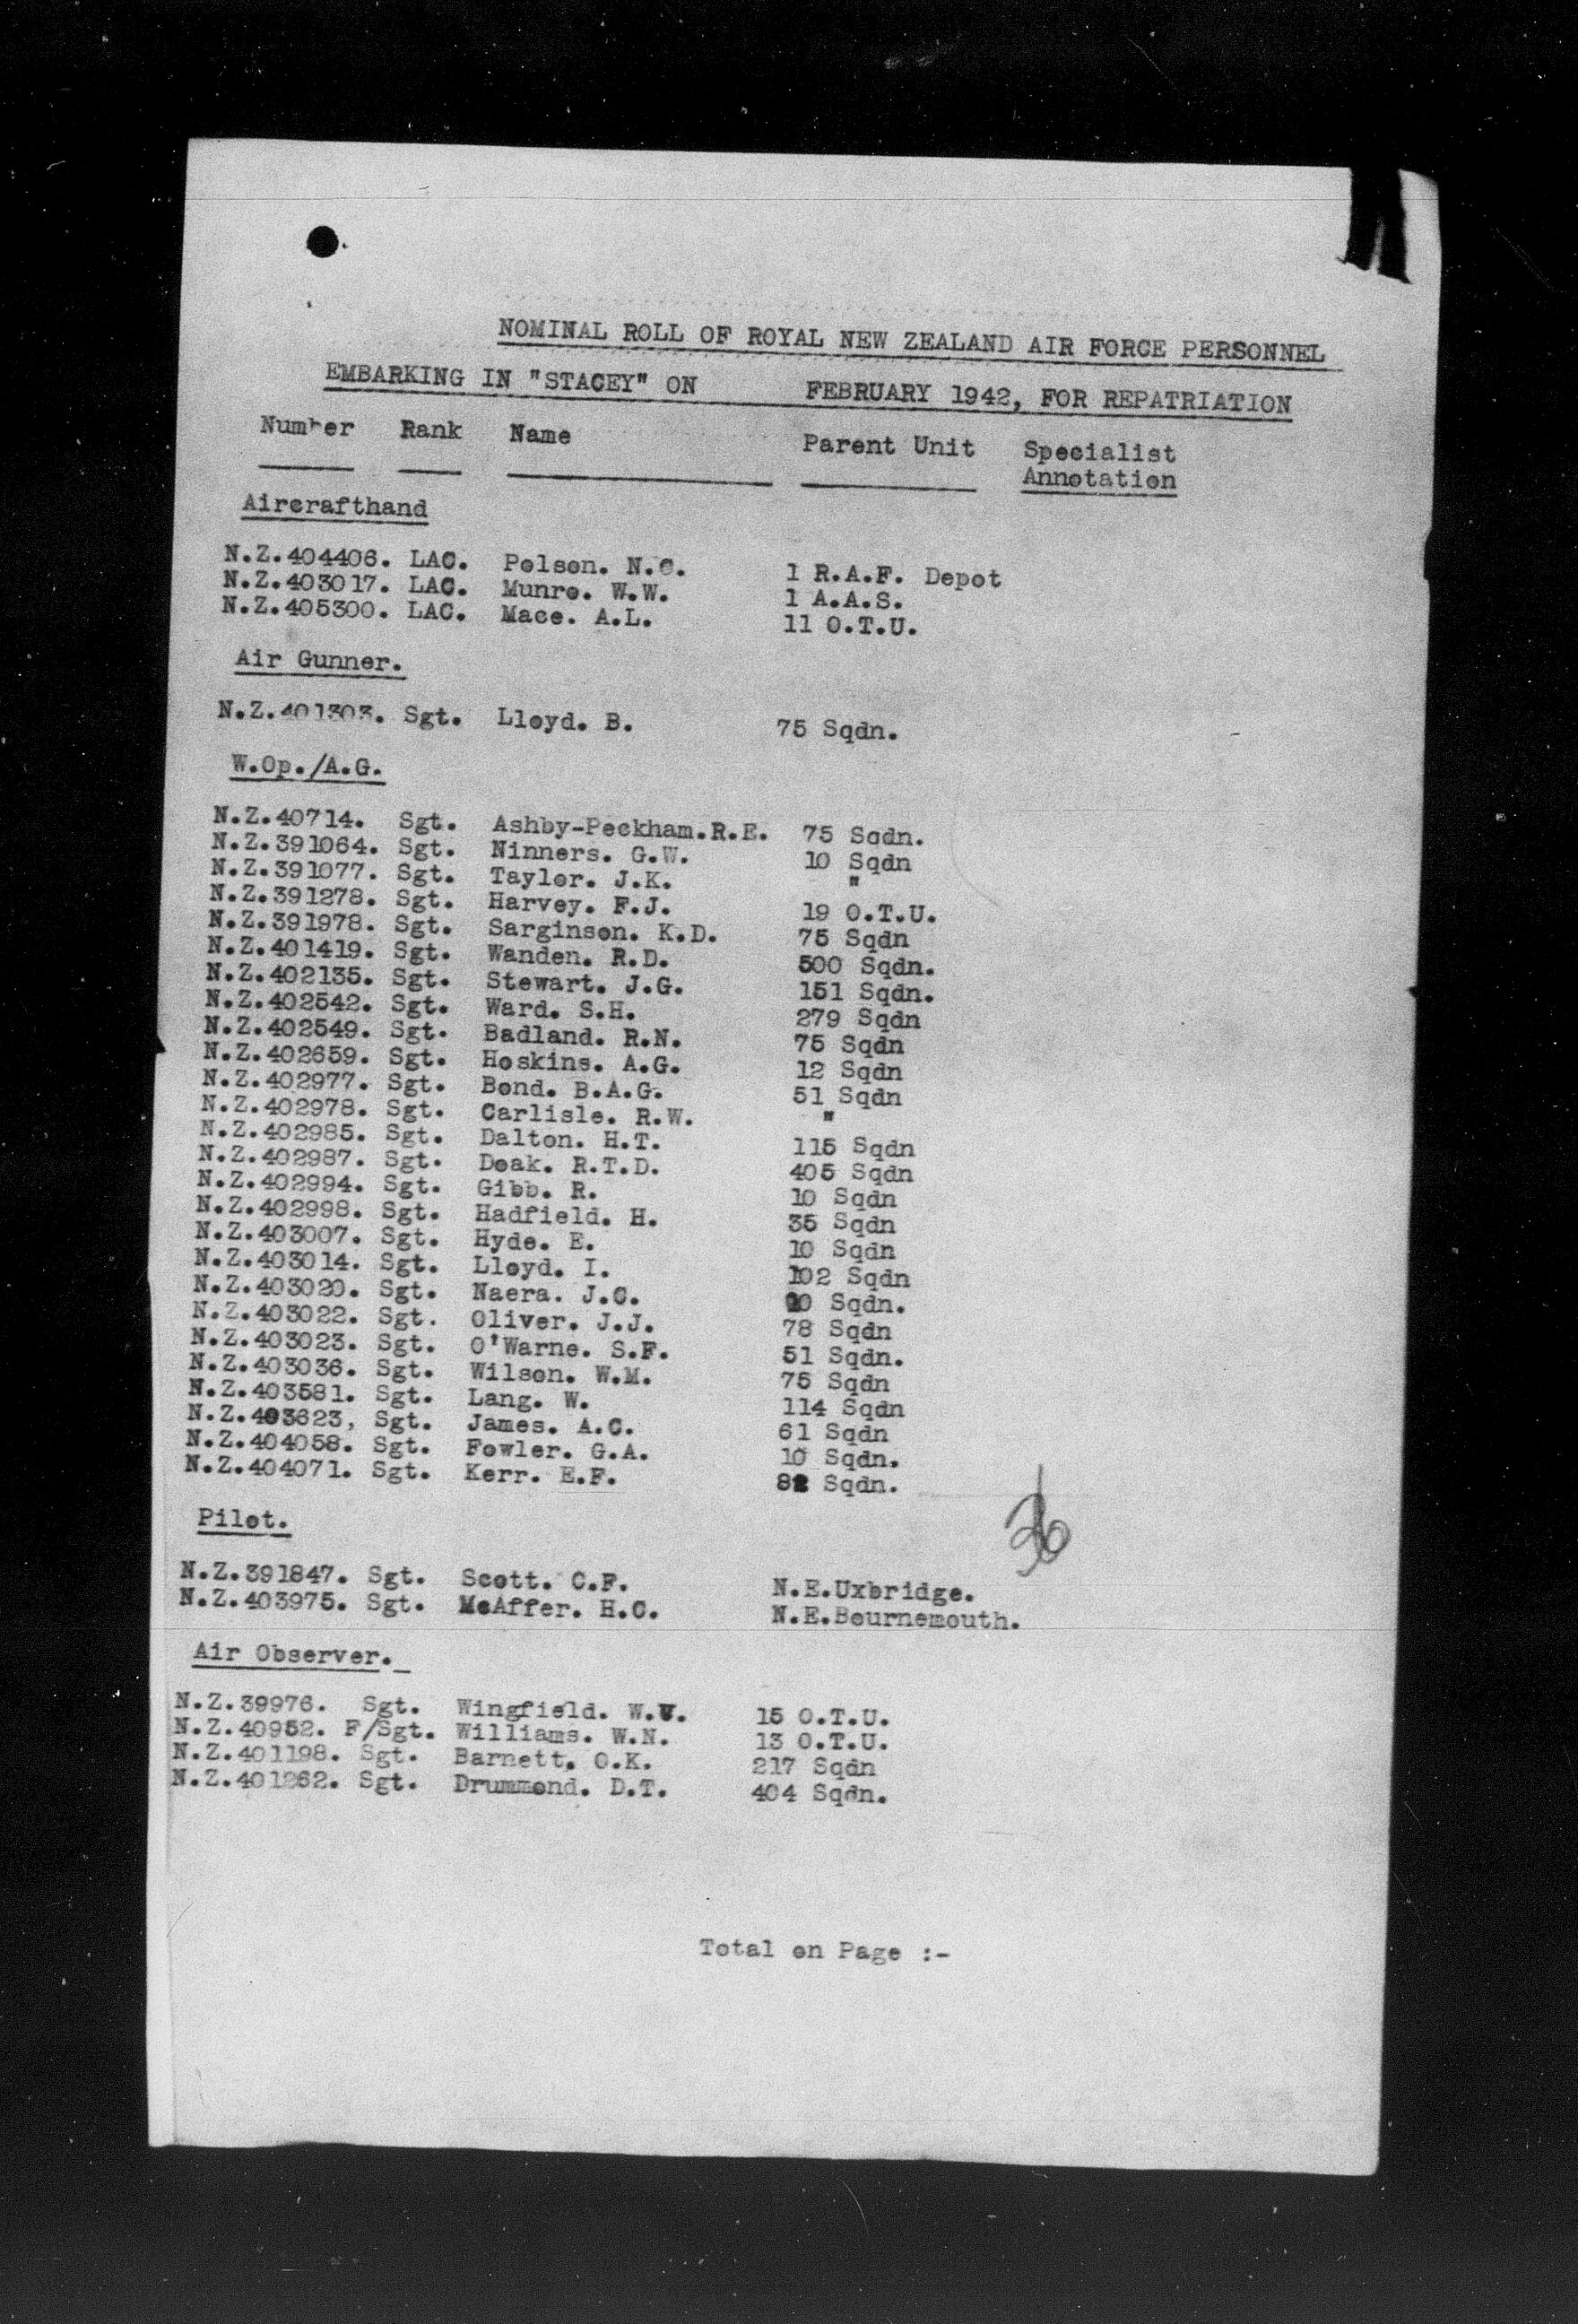 NOMINAL ROLL OF ROYAL NEW ZEALAND AIR FORCE PERSONNEL
EMBARKING IN "STACEY" ON FEBRUARY 1942, FOR REPATRIATION
Number Rank Name Parent Unit Specialist
Annotation
Aircrafthand
N.Z.404406. LAC. Polson. N.C. 1 R.A.F. Depot
N.Z.403017. LAC. Munro. W.W. 1 A.A.S.
N.Z.405300. LAC. Mace. A.L. 11 O.T.U.
Air Gunner.
N.Z.401303. Sgt. Lloyd. B. 75 Sqdn.
W.Op./A.G.
N.Z.40714. Sgt. Ashby-Peckham.R.E. 75 Sqdn.
N.Z.391064. Sgt. Ninners. G.W. 10 Sqdn
N.Z.391077. Sgt. Taylor. J.K. "
N.Z.391278. Sgt. Harvey. F.J. 19 O.T.U.
N.Z.391978. Sgt. Sarginson. K.D. 75 Sqdn
N.Z.401419. Sgt. Wanden. R.D. 500 Sqdn.
N.Z.402135. Sgt. Stewart. J.G. 151 Sqdn.
N.Z.402542. Sgt. Ward. S.H. 279 Sqdn
N.Z.402549. Sgt. Badland. R.N. 75 Sqdn
N.Z.402659. Sgt. Hoskins. A.G. 12 Sqdn
N.Z.402977. Sgt. Bond. B.A.G. 51 Sqdn
N.Z.402978. Sgt. Carlisle. R.W. "
N.Z.402985. Sgt. Dalton. H.T. 115 Sqdn
N.Z.402987. Sgt. Doak. R.T.D. 405 Sqdn
N.Z.402994. Sgt. Gibb. R. 10 Sqdn
N.Z.402998. Sgt. Hadfield. H. 35 Sqdn
N.Z.403007. Sgt. Hyde. E. 10 Sqdn
N.Z.403014. Sgt. Lloyd. I. 102 Sqdn
N.Z.403020. Sgt. Naera. J.C. Sqdn.
N.Z.403022. Sgt. Oliver. J.J. 78 Sqdn
N.Z.403023. Sgt. O'Warne. S.F. 51 Sqdn.
N.Z.403036. Sgt. Wilson. W.M. 75 Sqdn
N.Z.403581. Sgt. Lang. W. 114 Sqdn
N.Z.403623, Sgt. James. A.C. 61 Sqdn
N.Z.404058. Sgt. Fowler. G.A. 10 Sqdn.
N.Z.404071. Sgt. Kerr. E.F. Sqdn.
36
Pilot.
N.Z.391847. Sgt. Scott. C.F. N.E.Uxbridge.
N.Z.403975. Sgt. McAffer. H.C. N.E.Bournemouth.
Air Observer.
N.Z.39976. Sgt. Wingfield. W.V. 15 O.T.U.
N.Z.40952. F/Sgt. Williams. W.N. 13 O.T.U.
N.Z.401198. Sgt. Barnett. O.K. 217 Sqdn
N.Z.401262. Sgt. Drummond. D.T. 404 Sqdn.
Total on Page :-